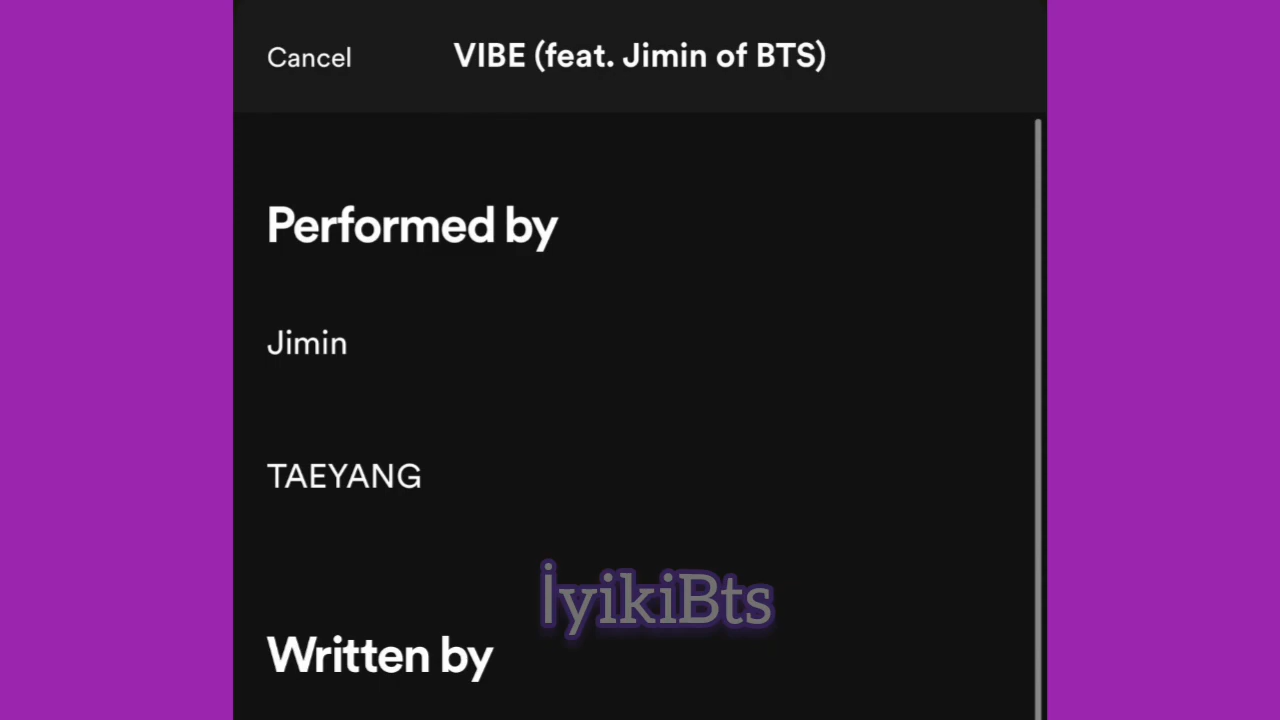 Cancel VIBE (feat. Jimin of BTS)
Performed by
Jimin
TAEYANG
İyikiBts
Written by